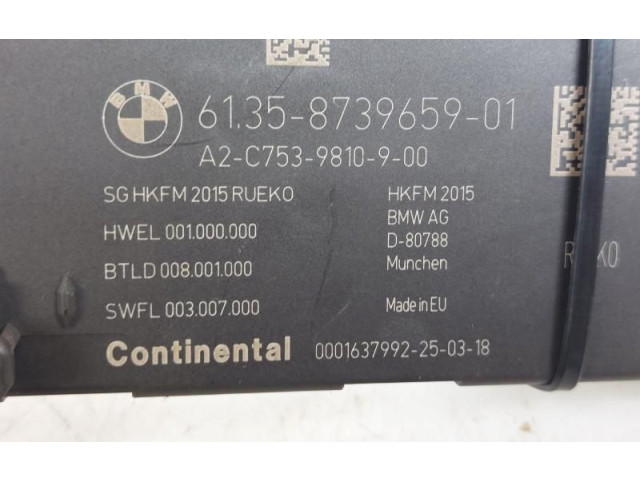 BMW
61.35-8739659-01
A2-C753-9810-9-00
SG HKFM 2015 RUEKO
HWEL 001.000.000
BTLD 008.001.000
SWFL 003.007.000
HKFM 2015
BMW AG
D-80788
Munchen
Made in EU
Continental 0001637992-25-03-18